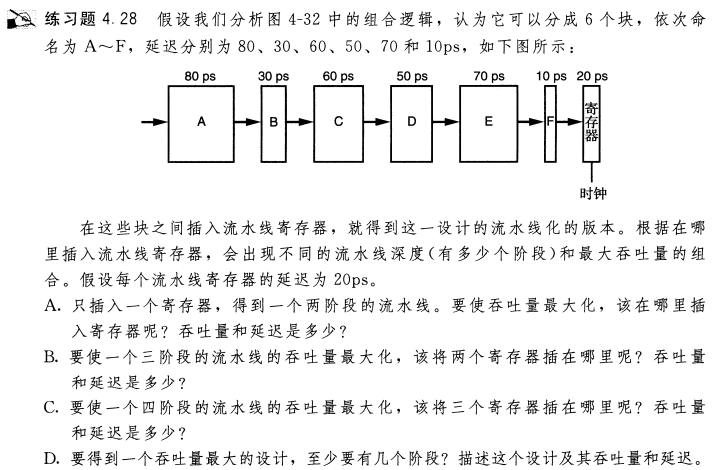 练习题 4.28 假设我们分析图 4-32 中的组合逻辑，认为它可以分成 6 个块，依次命
名为 A～F，延迟分别为 80、30、60、50、70 和 10ps，如下图所示：
80 ps 30 ps 60 ps 50 ps 70 ps 10 ps 20 ps
A B C D E F 寄存器
时钟
在这些块之间插入流水线寄存器，就得到这一设计的流水线化的版本。根据在哪
里插入流水线寄存器，会出现不同的流水线深度(有多少个阶段)和最大吞吐量的组
合。假设每个流水线寄存器的延迟为 20ps。
A. 只插入一个寄存器，得到一个两阶段的流水线。要使吞吐量最大化，该在哪里插
入寄存器呢？吞吐量和延迟是多少？
B. 要使一个三阶段的流水线的吞吐量最大化，该将两个寄存器插在哪里呢？吞吐量
和延迟是多少？
C. 要使一个四阶段的流水线的吞吐量最大化，该将三个寄存器插在哪里呢？吞吐量
和延迟是多少？
D. 要得到一个吞吐量最大的设计，至少要有几个阶段？描述这个设计及其吞吐量和延迟。